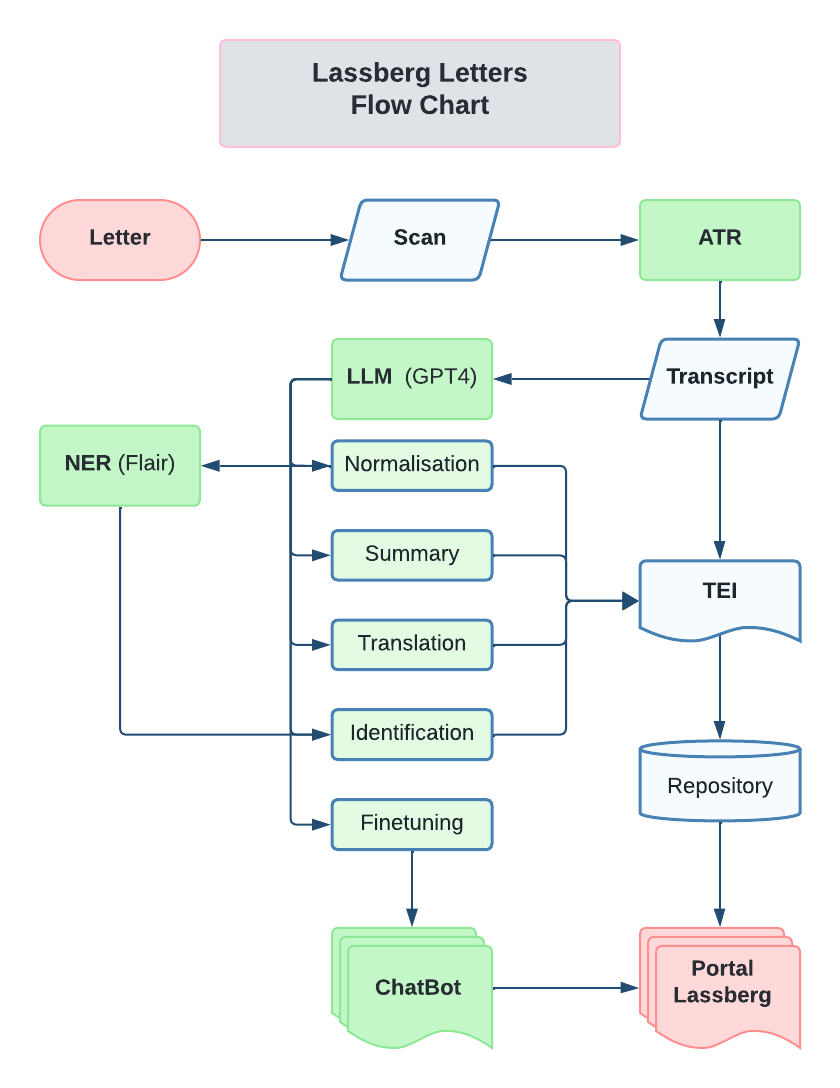 Lassberg Letters
Flow Chart
Letter
Scan
ATR
LLM (GPT4)
Transcript
NER (Flair)
Normalisation
Summary
TEI
Translation
Identification
Repository
Finetuning
ChatBot
Portal
Lassberg